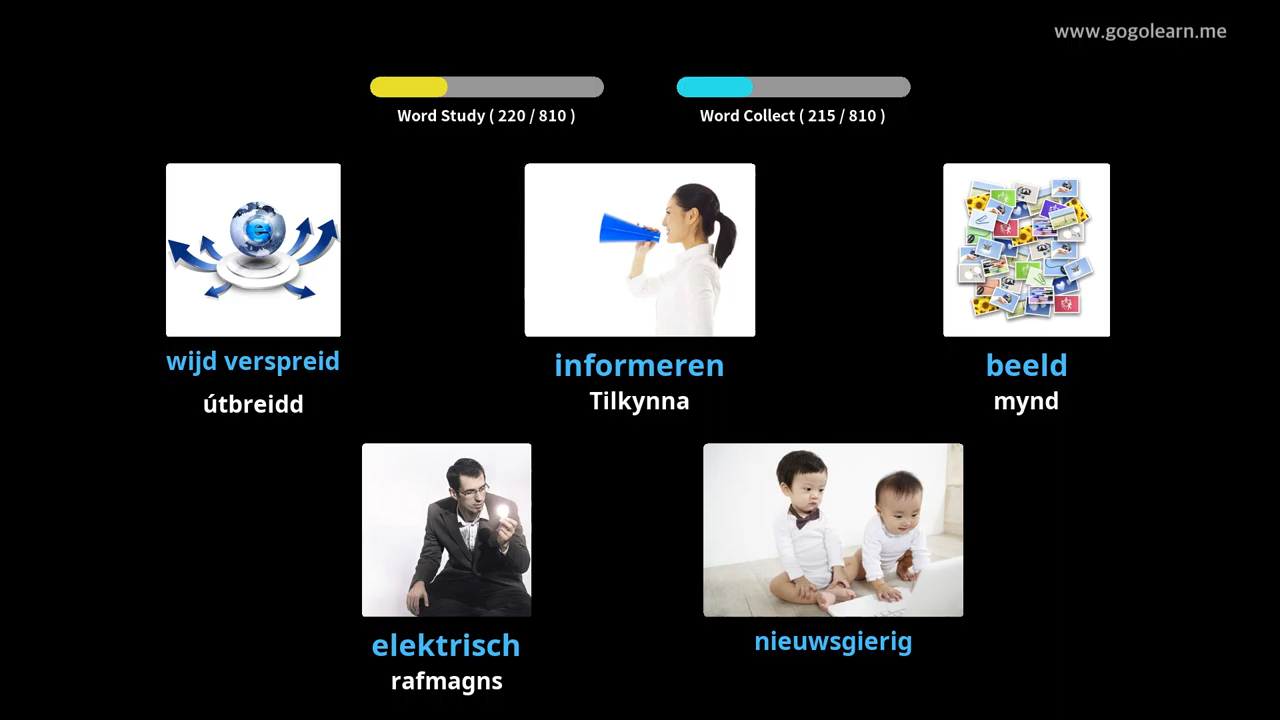 www.gogolearn.me
Word Study ( 220 / 810 )
Word Collect ( 215 / 810 )
wijd verspreid
útbreidd
informeren
Tilkynna
beeld
mynd
elektrisch
rafmagns
nieuwsgierig